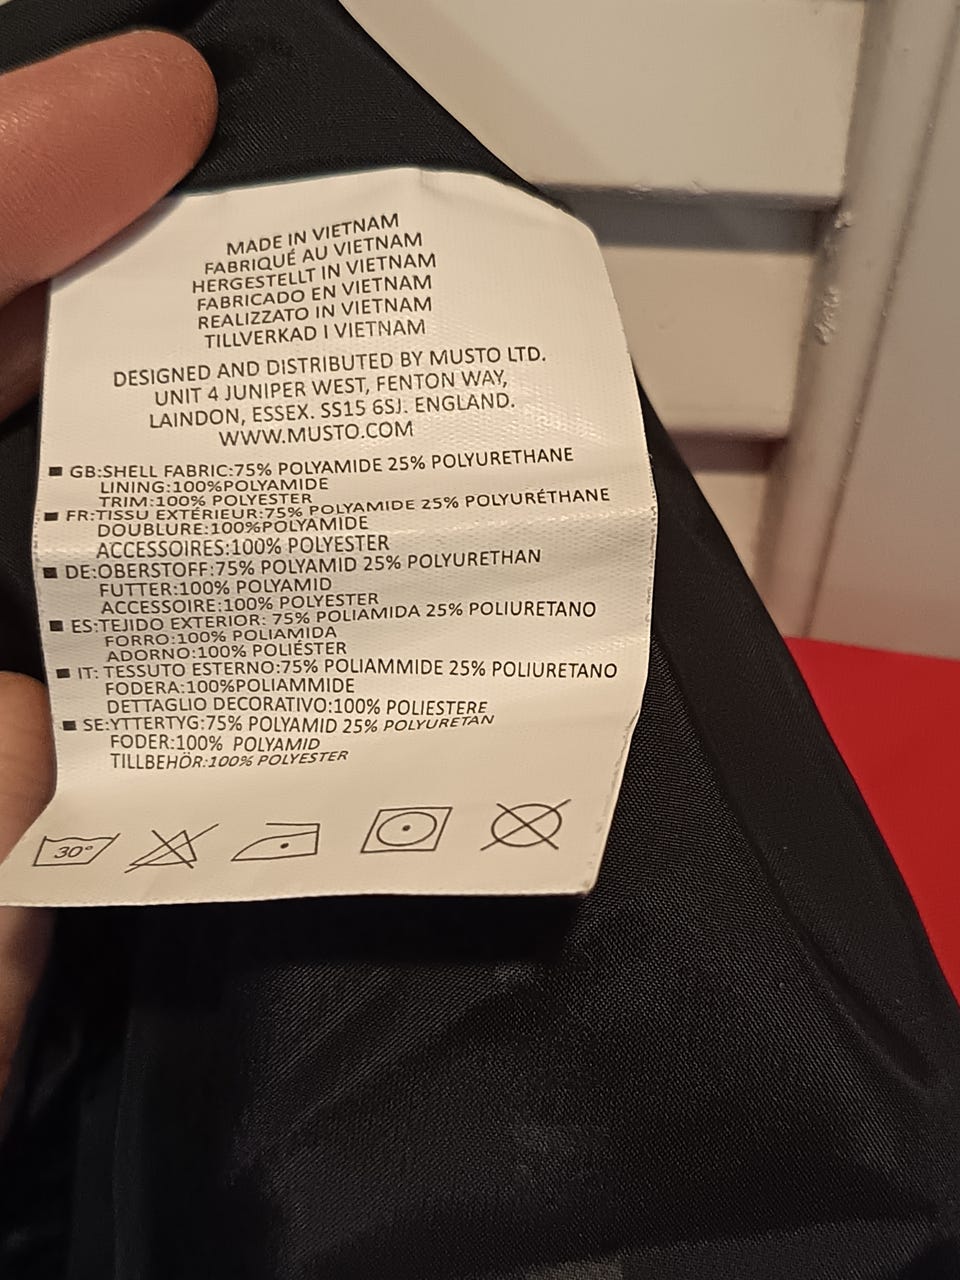 MADE IN VIETNAM
FABRIQUÉ AU VIETNAM
HERGESTELLT IN VIETNAM
FABRICADO EN VIETNAM
REALIZZATO IN VIETNAM
TILLVERKAD I VIETNAM
DESIGNED AND DISTRIBUTED BY MUSTO LTD.
UNIT 4 JUNIPER WEST, FENTON WAY,
LAINDON, ESSEX. SS15 6SJ. ENGLAND.
WWW.MUSTO.COM
■ GB:SHELL FABRIC:75% POLYAMIDE 25% POLYURETHANE
LINING:100%POLYAMIDE
TRIM:100% POLYESTER
■ FR:TISSU EXTÉRIEUR:75% POLYAMIDE 25% POLYURÉTHANE
DOUBLURE:100%POLYAMIDE
ACCESSOIRES:100% POLYESTER
■ DE:OBERSTOFF:75% POLYAMID 25% POLYURETHAN
FUTTER:100% POLYAMID
ACCESSOIRE:100% POLYESTER
■ ES:TEJIDO EXTERIOR: 75% POLIAMIDA 25% POLIURETANO
FORRO:100% POLIAMIDA
ADORNO:100% POLIÉSTER
■ IT: TESSUTO ESTERNO:75% POLIAMMIDE 25% POLIURETANO
FODERA:100%POLIAMMIDE
DETTAGLIO DECORATIVO:100% POLIESTERE
■ SE:YTTERTYG:75% POLYAMID 25% POLYURETAN
FODER:100% POLYAMID
TILLBEHÖR:100% POLYESTER
30°